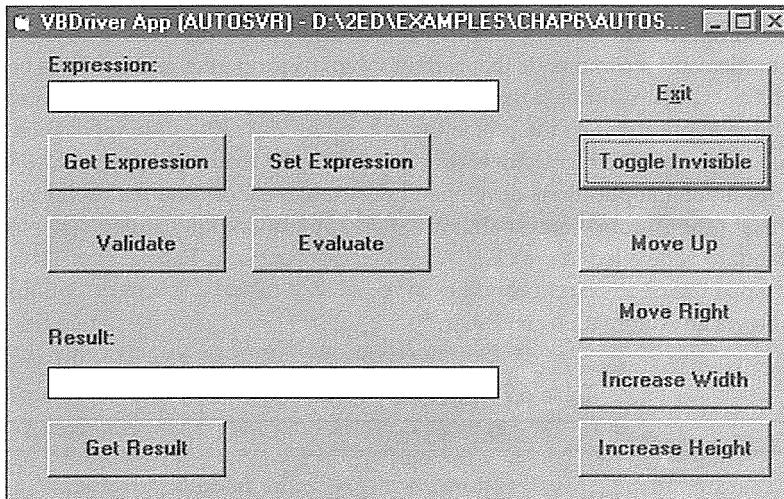 VBDriver App (AUTOSVR) - D:\2ED\EXAMPLES\CHAP6\AUTOS...
Expression:
Exit
Get Expression
Set Expression
Toggle Invisible
Validate
Evaluate
Move Up
Move Right
Result:
Increase Width
Get Result
Increase Height